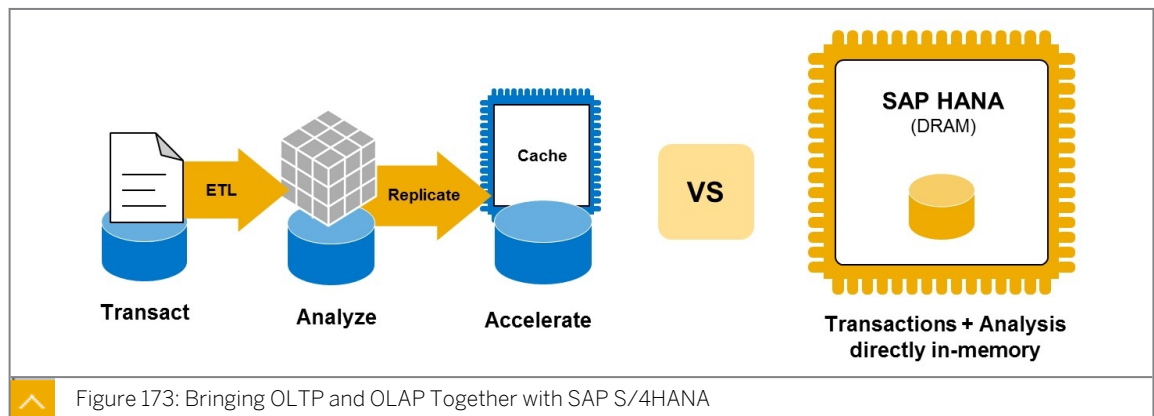 ETL
Replicate
Cache
Transact
Analyze
Accelerate
VS
SAP HANA
(DRAM)
Transactions + Analysis
directly in-memory
Figure 173: Bringing OLTP and OLAP Together with SAP S/4HANA